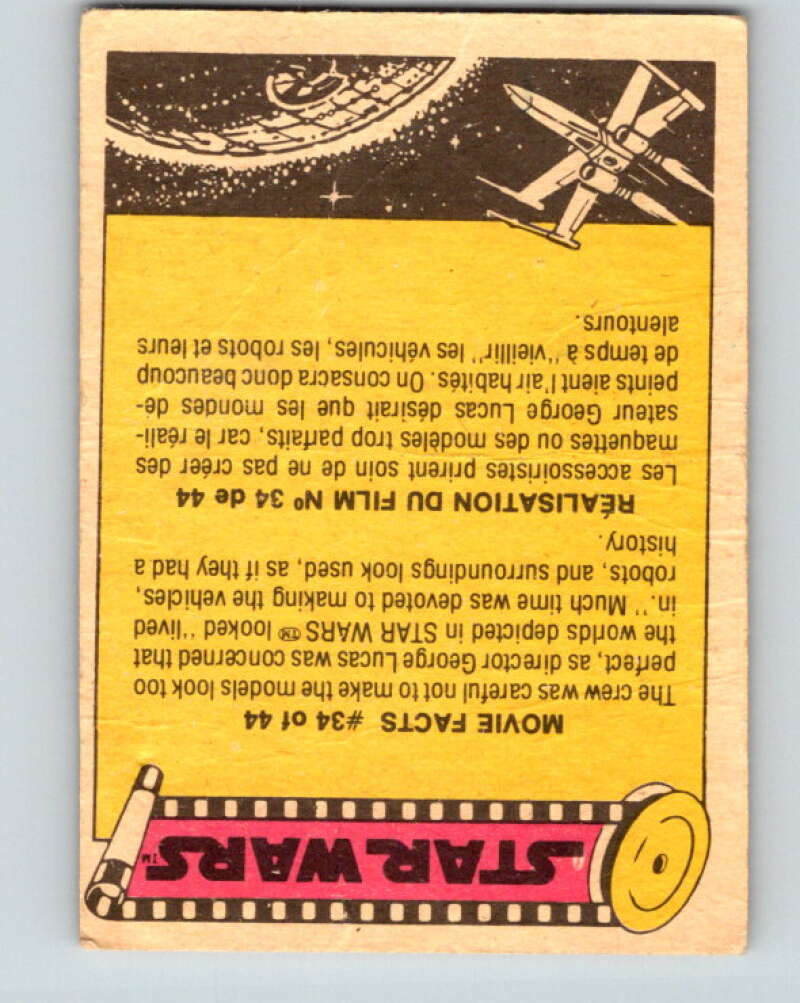 STAR WARS™
MOVIE FACTS #34 of 44
The crew was careful not to make the models look too
perfect, as director George Lucas was concerned that
the worlds depicted in STAR WARS™ looked "lived
in." Much time was devoted to making the vehicles,
robots, and surroundings look used, as if they had a
history.
RÉALISATION DU FILM Nº 34 de 44
Les accessoiristes prirent soin de ne pas créer des
maquettes ou des modèles trop parfaits, car le réali-
sateur George Lucas désirait que les mondes dé-
peints aient l'air habités. On consacra donc beaucoup
de temps à "vieillir" les véhicules, les robots et leurs
alentours.